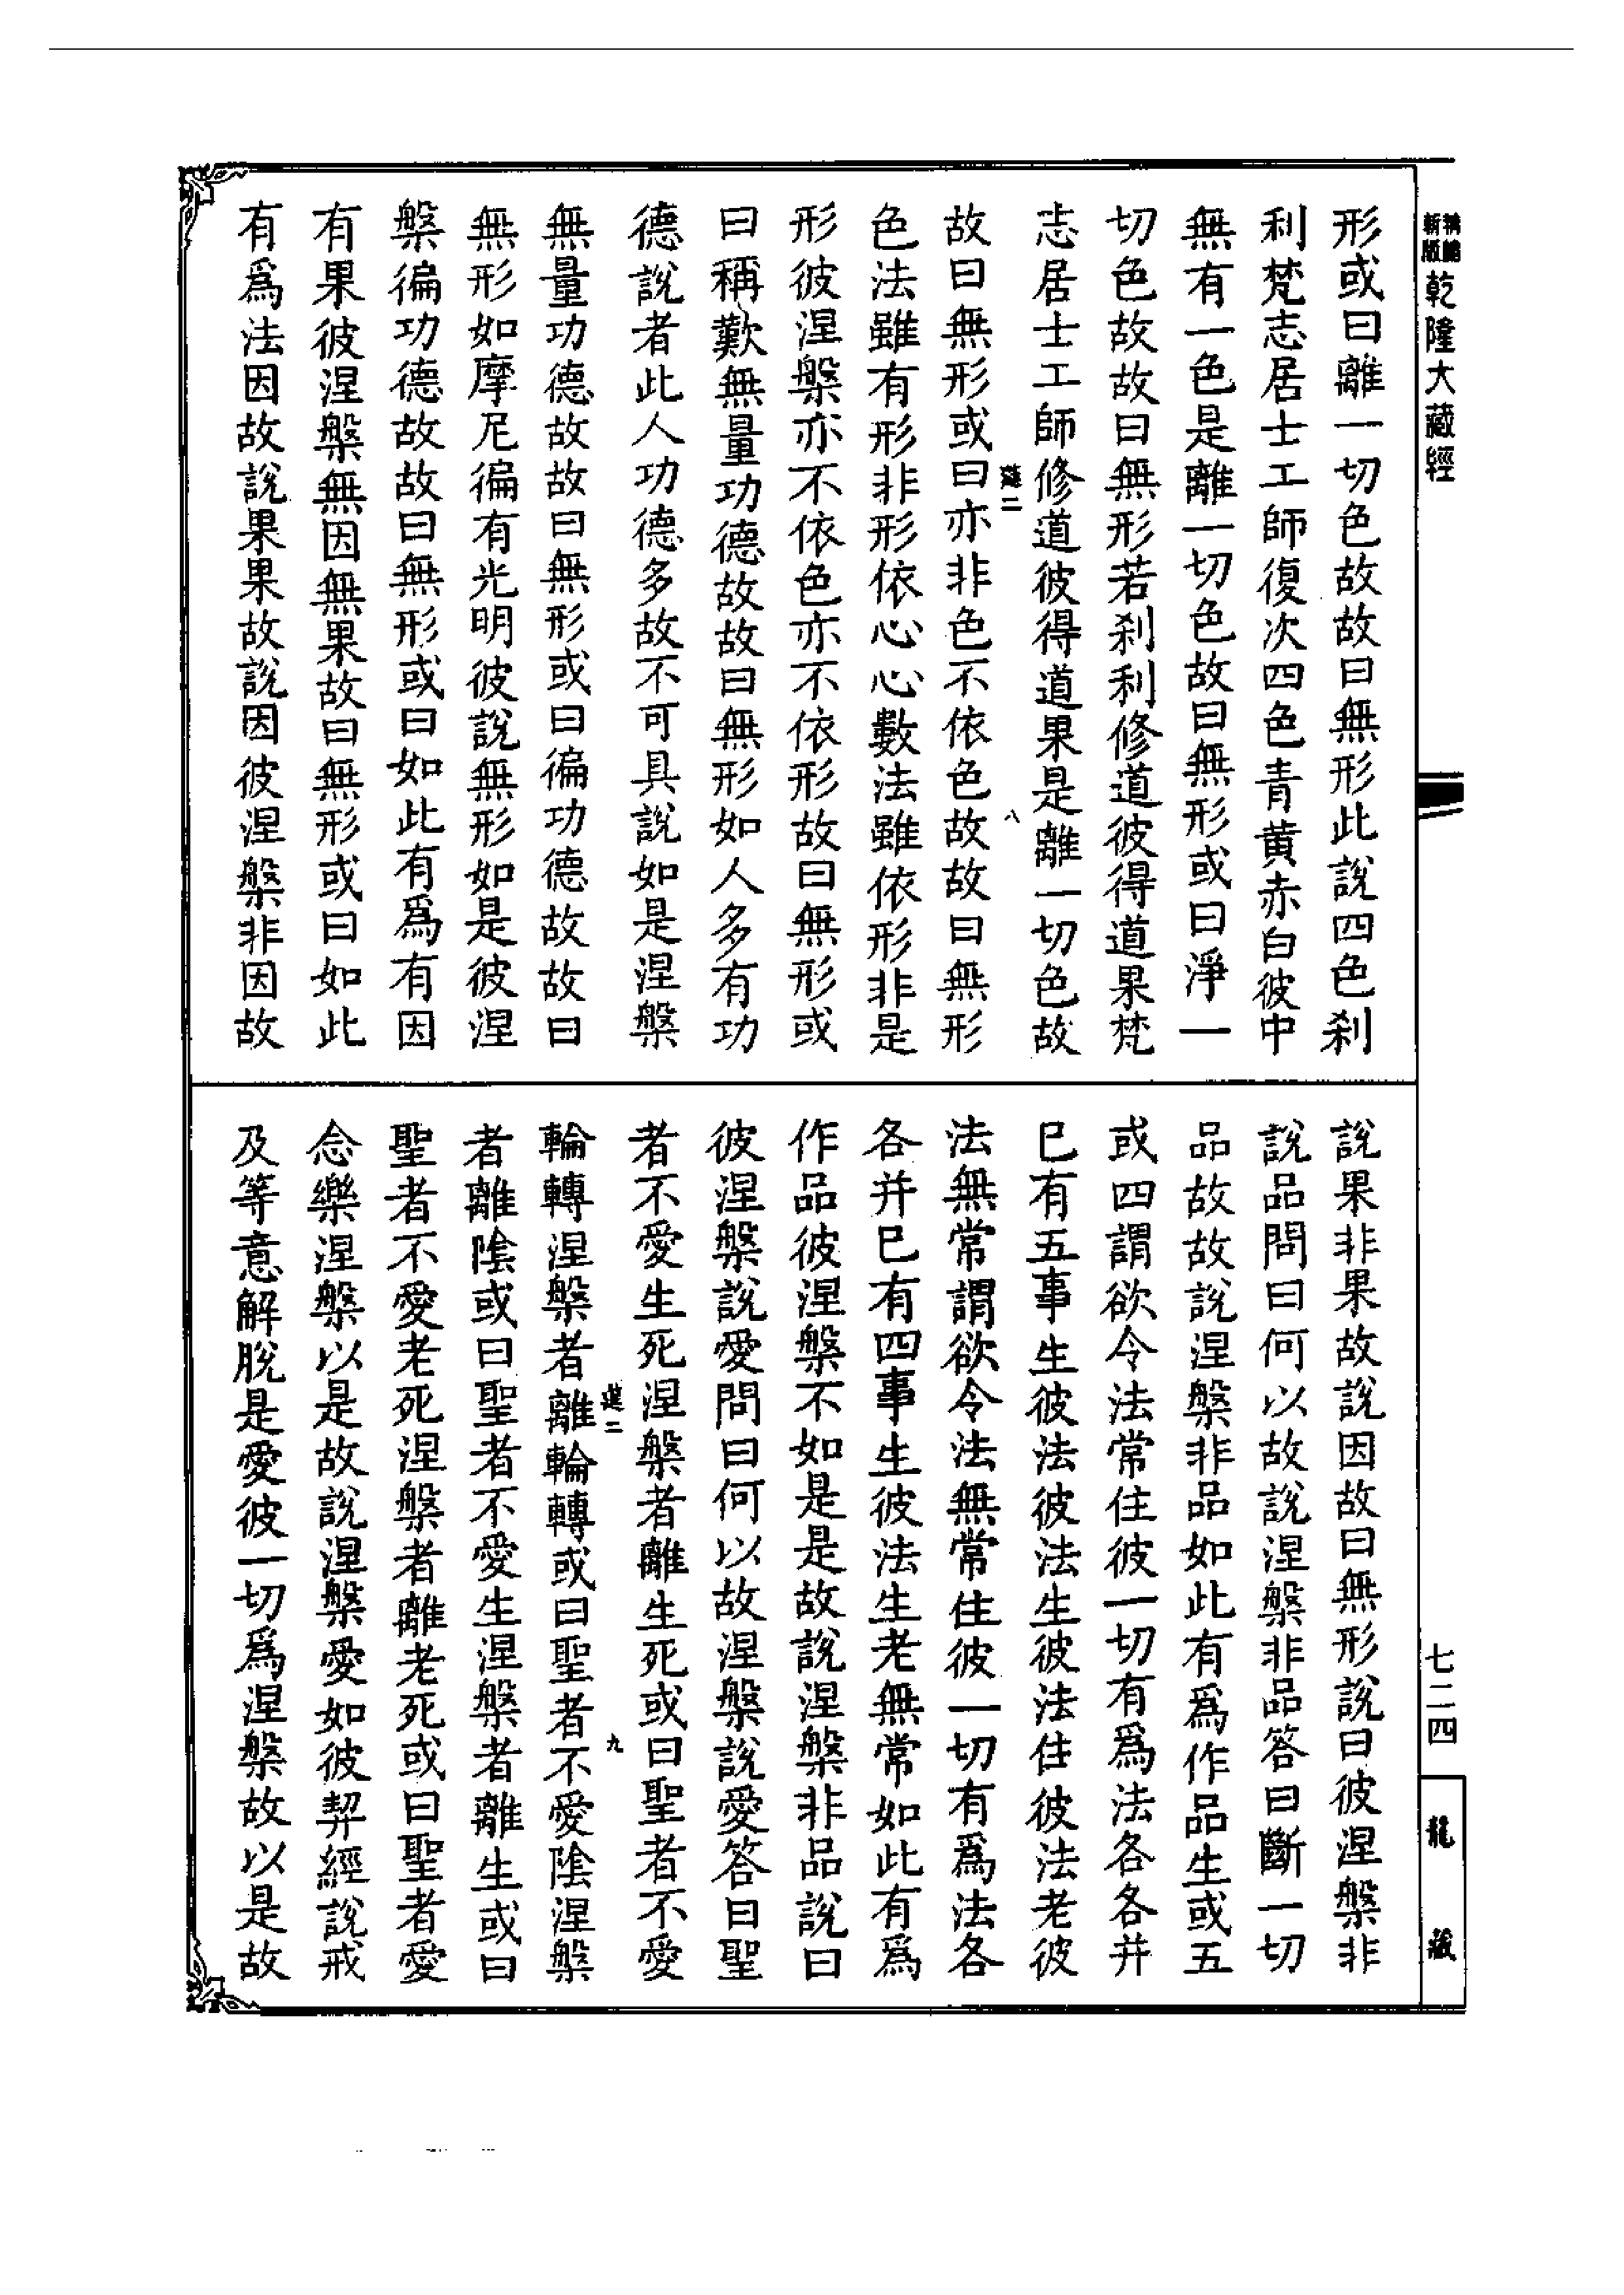 精編
新版
乾隆大藏經
七二四
龍藏
形或曰離一切色故故曰無形此說四色刹
利梵志居士工師復次四色青黃赤白彼中
無有一色是離一切色故曰無形或曰淨一
切色故故曰無形若刹利修道彼得道果梵
志居士工師修道彼得道果是離一切色故
故曰無形或曰亦非色不依色故故曰無形
色法雖有形非形依心心數法雖依形非是
形彼涅槃亦不依色亦不依形故曰無形或
曰稱歎無量功德故故曰無形如人多有功
德說者此人功德多故不可具說如是涅槃
無量功德故故曰無形或曰徧功德故故曰
無形如摩尼徧有光明彼說無形如是彼涅
槃徧功德故故曰無形或曰如此有爲有因
有果彼涅槃無因無果故曰無形或曰如此
有爲法因故說果果故說因彼涅槃非因故
說果非果故說因故曰無形說曰彼涅槃非
說品問曰何以故說涅槃非品答曰斷一切
品故故說涅槃非品如此有爲作品生或五
或四謂欲令法常住彼一切有爲法各各并
已有五事生彼法彼法生彼法住彼法老彼
法無常謂欲令法無常住彼一切有爲法各
各并已有四事生彼法生老無常如此有爲
作品彼涅槃不如是是故說涅槃非品說曰
彼涅槃說愛問曰何以故涅槃說愛答曰聖
者不愛生死涅槃者離生死或曰聖者不愛
輪轉涅槃者離輪轉或曰聖者不愛陰涅槃
者離陰或曰聖者不愛生涅槃者離生或曰
聖者不愛老死涅槃者離老死或曰聖者愛
念樂涅槃以是故說涅槃愛如彼契經說戒
及等意解脫是愛彼一切爲涅槃故以是故
八
九